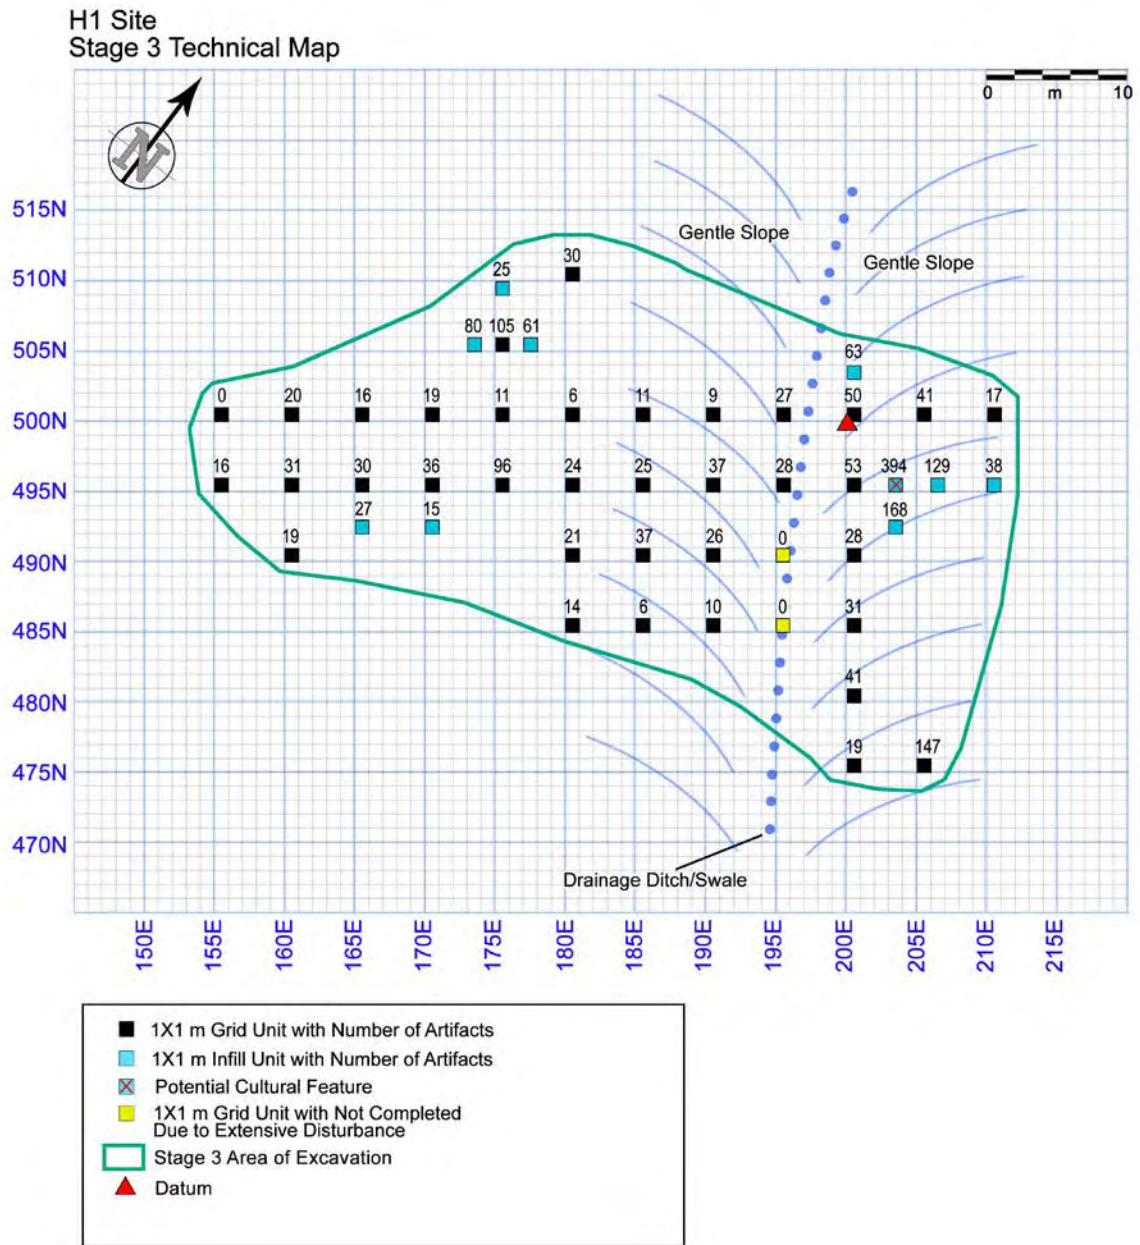 H1 Site
Stage 3 Technical Map
N
0 m 10
515N
Gentle Slope
Gentle Slope
30
25
510N
80 105 61
505N
63
0 20 16 19 11 6 11 9 27 50 41 17
500N
16 31 30 36 96 24 25 37 28 53 394 129 38
495N
27 15 168
19 21 37 26 0 28
490N
14 6 10 0 31
485N
41
480N
19 147
475N
470N
Drainage Ditch/Swale
150E 155E 160E 165E 170E 175E 180E 185E 190E 195E 200E 205E 210E 215E
1X1 m Grid Unit with Number of Artifacts
1X1 m Infill Unit with Number of Artifacts
Potential Cultural Feature
1X1 m Grid Unit with Not Completed
Due to Extensive Disturbance
Stage 3 Area of Excavation
Datum